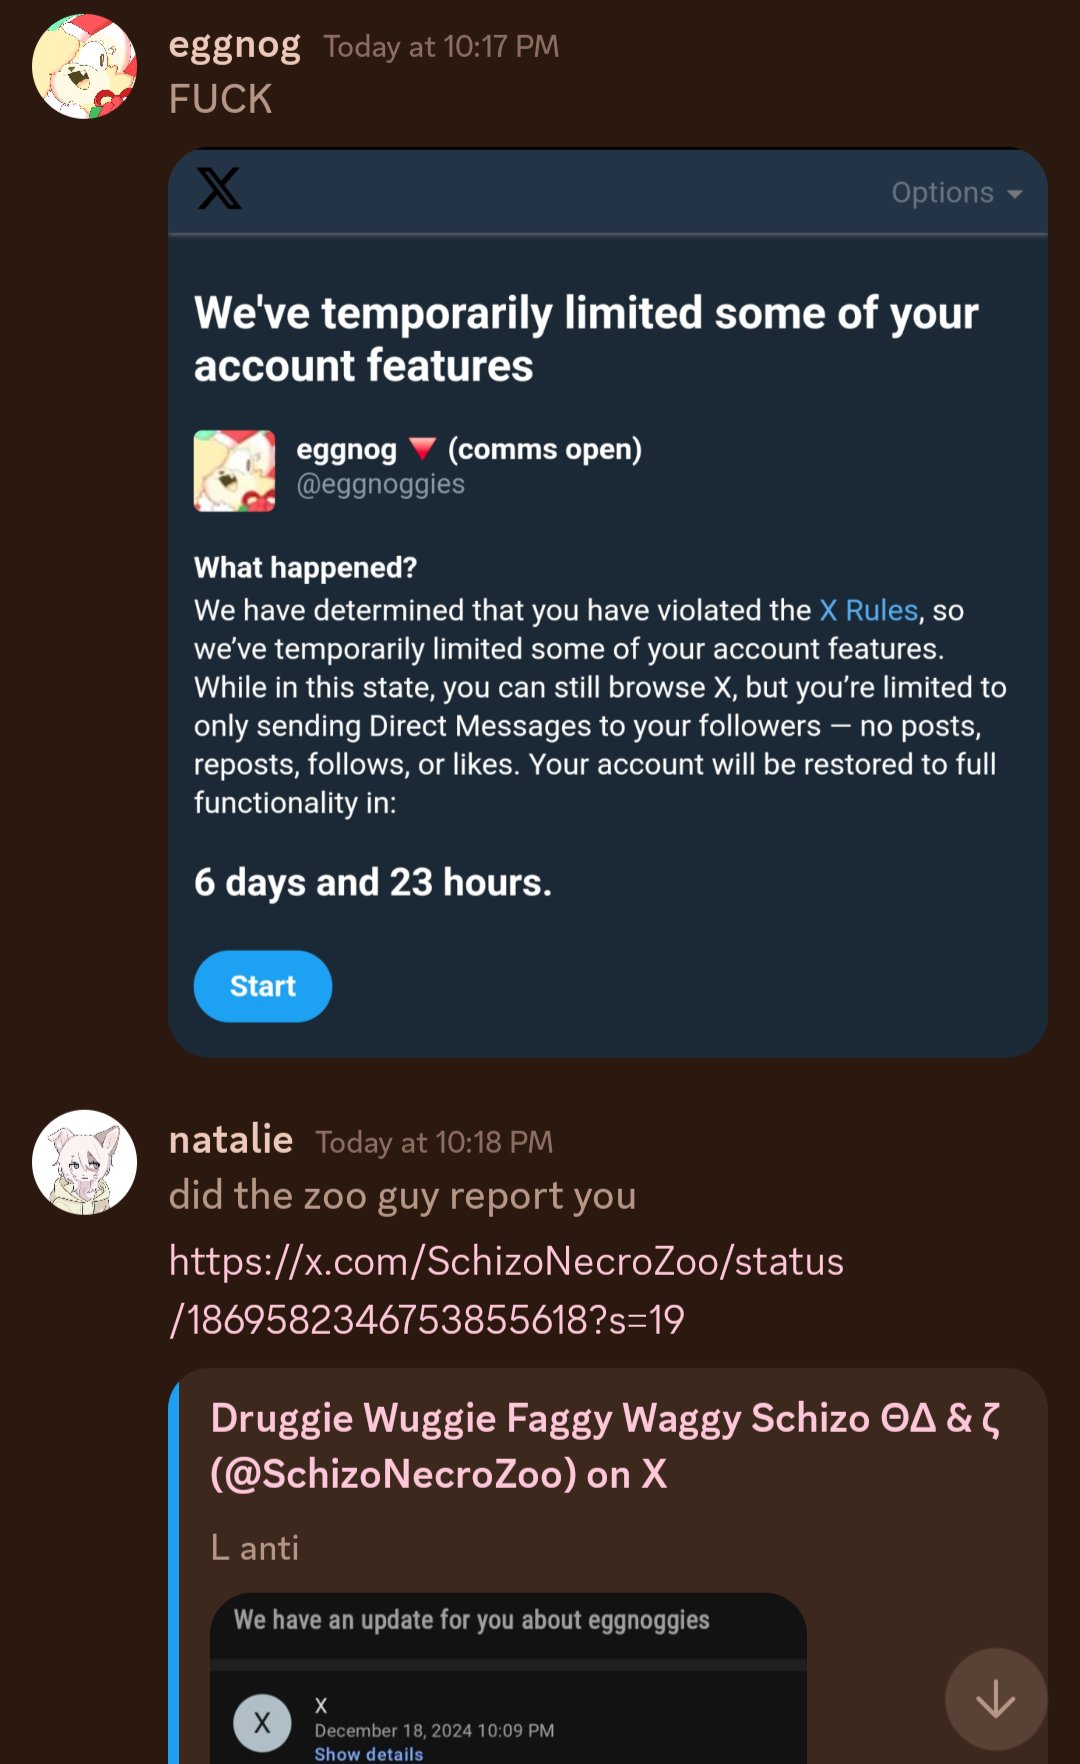 eggnog Today at 10:17 PM
FUCK
X Options
We've temporarily limited some of your
account features
eggnog 🔻 (comms open)
@eggnoggies
What happened?
We have determined that you have violated the X Rules, so
we’ve temporarily limited some of your account features.
While in this state, you can still browse X, but you’re limited to
only sending Direct Messages to your followers — no posts,
reposts, follows, or likes. Your account will be restored to full
functionality in:
6 days and 23 hours.
Start
natalie Today at 10:18 PM
did the zoo guy report you
https://x.com/SchizoNecroZoo/status
/1869582346753855618?s=19
Druggie Wuggie Faggy Waggy Schizo ΘΔ & ζ
(@SchizoNecroZoo) on X
L anti
We have an update for you about eggnoggies
X
X
December 18, 2024 10:09 PM
Show details